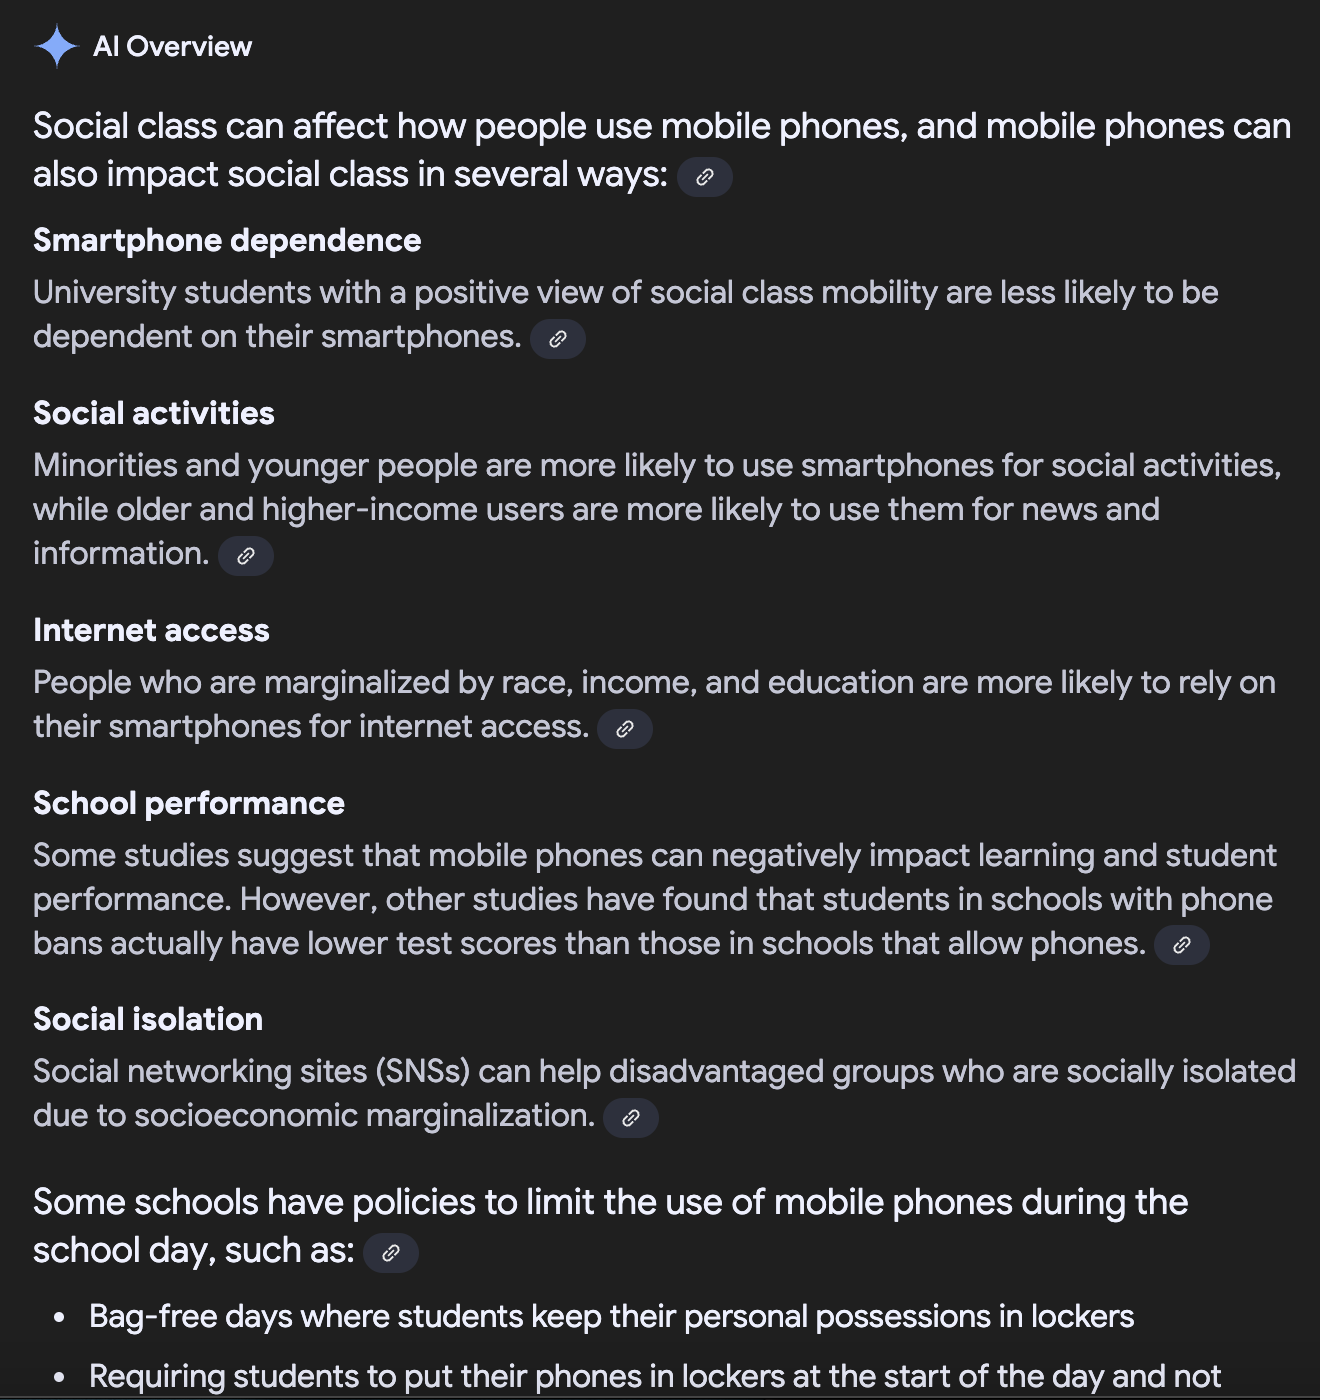 AI Overview
Social class can affect how people use mobile phones, and mobile phones can
also impact social class in several ways:
Smartphone dependence
University students with a positive view of social class mobility are less likely to be
dependent on their smartphones.
Social activities
Minorities and younger people are more likely to use smartphones for social activities,
while older and higher-income users are more likely to use them for news and
information.
Internet access
People who are marginalized by race, income, and education are more likely to rely on
their smartphones for internet access.
School performance
Some studies suggest that mobile phones can negatively impact learning and student
performance. However, other studies have found that students in schools with phone
bans actually have lower test scores than those in schools that allow phones.
Social isolation
Social networking sites (SNSs) can help disadvantaged groups who are socially isolated
due to socioeconomic marginalization.
Some schools have policies to limit the use of mobile phones during the
school day, such as:
• Bag-free days where students keep their personal possessions in lockers
• Requiring students to put their phones in lockers at the start of the day and not